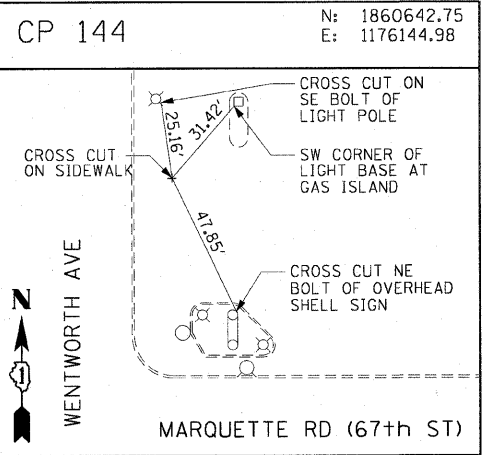 CP 144
N: 1860642.75
E: 1176144.98
CROSS CUT ON
SE BOLT OF
LIGHT POLE
25.16'
31.42'
CROSS CUT
ON SIDEWALK
SW CORNER OF
LIGHT BASE AT
GAS ISLAND
47.85'
CROSS CUT NE
BOLT OF OVERHEAD
SHELL SIGN
WENTWORTH AVE
N
1
MARQUETTE RD (67th ST)